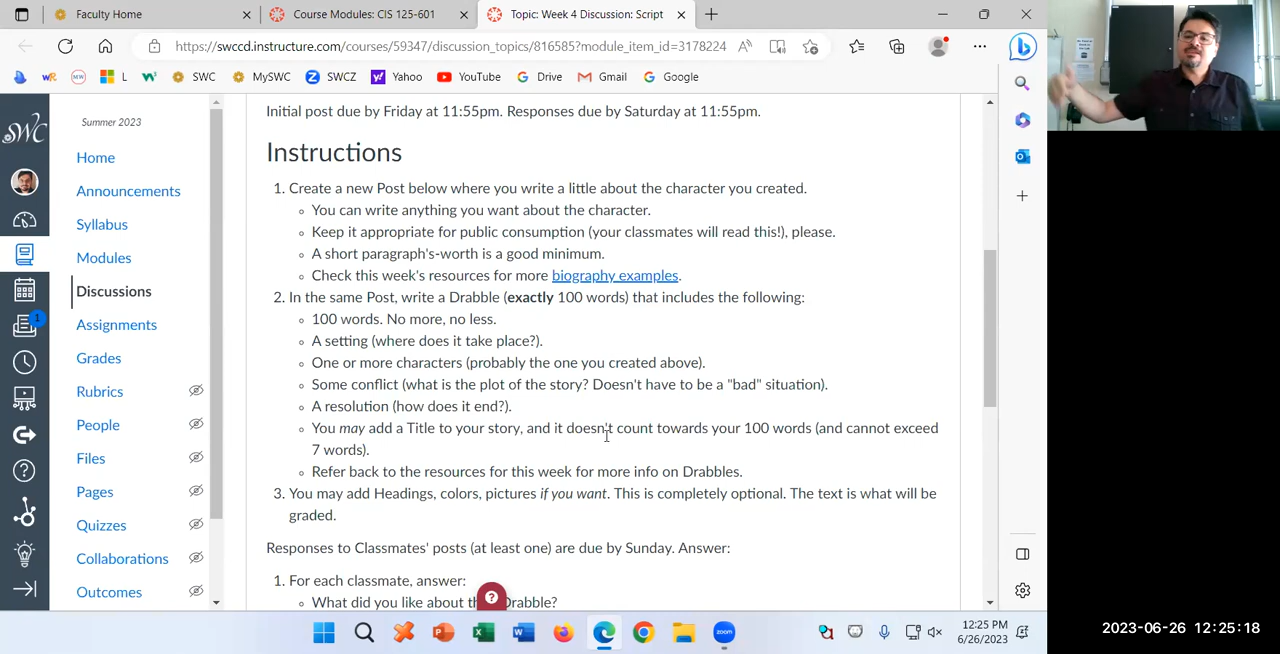 Faculty Home
Course Modules: CIS 125-601
Topic: Week 4 Discussion: Script
https://swccd.instructure.com/courses/59347/discussion_topics/816585?module_item_id=3178224
L
SWC
MySWC
SWCZ
Yahoo
YouTube
Drive
Gmail
Google
SWC
Summer 2023
Home
Announcements
Syllabus
Modules
Discussions
Assignments
Grades
Rubrics
People
Files
Pages
Quizzes
Collaborations
Outcomes
1
Initial post due by Friday at 11:55pm. Responses due by Saturday at 11:55pm.
Instructions
1. Create a new Post below where you write a little about the character you created.
You can write anything you want about the character.
Keep it appropriate for public consumption (your classmates will read this!), please.
A short paragraph's-worth is a good minimum.
Check this week's resources for more biography examples.
2. In the same Post, write a Drabble (exactly 100 words) that includes the following:
100 words. No more, no less.
A setting (where does it take place?).
One or more characters (probably the one you created above).
Some conflict (what is the plot of the story? Doesn't have to be a "bad" situation).
A resolution (how does it end?).
You may add a Title to your story, and it doesn't count towards your 100 words (and cannot exceed
7 words).
Refer back to the resources for this week for more info on Drabbles.
3. You may add Headings, colors, pictures if you want. This is completely optional. The text is what will be
graded.
Responses to Classmates' posts (at least one) are due by Sunday. Answer:
1. For each classmate, answer:
What did you like about the Drabble?
12:25 PM
6/26/2023
2023-06-26 12:25:18